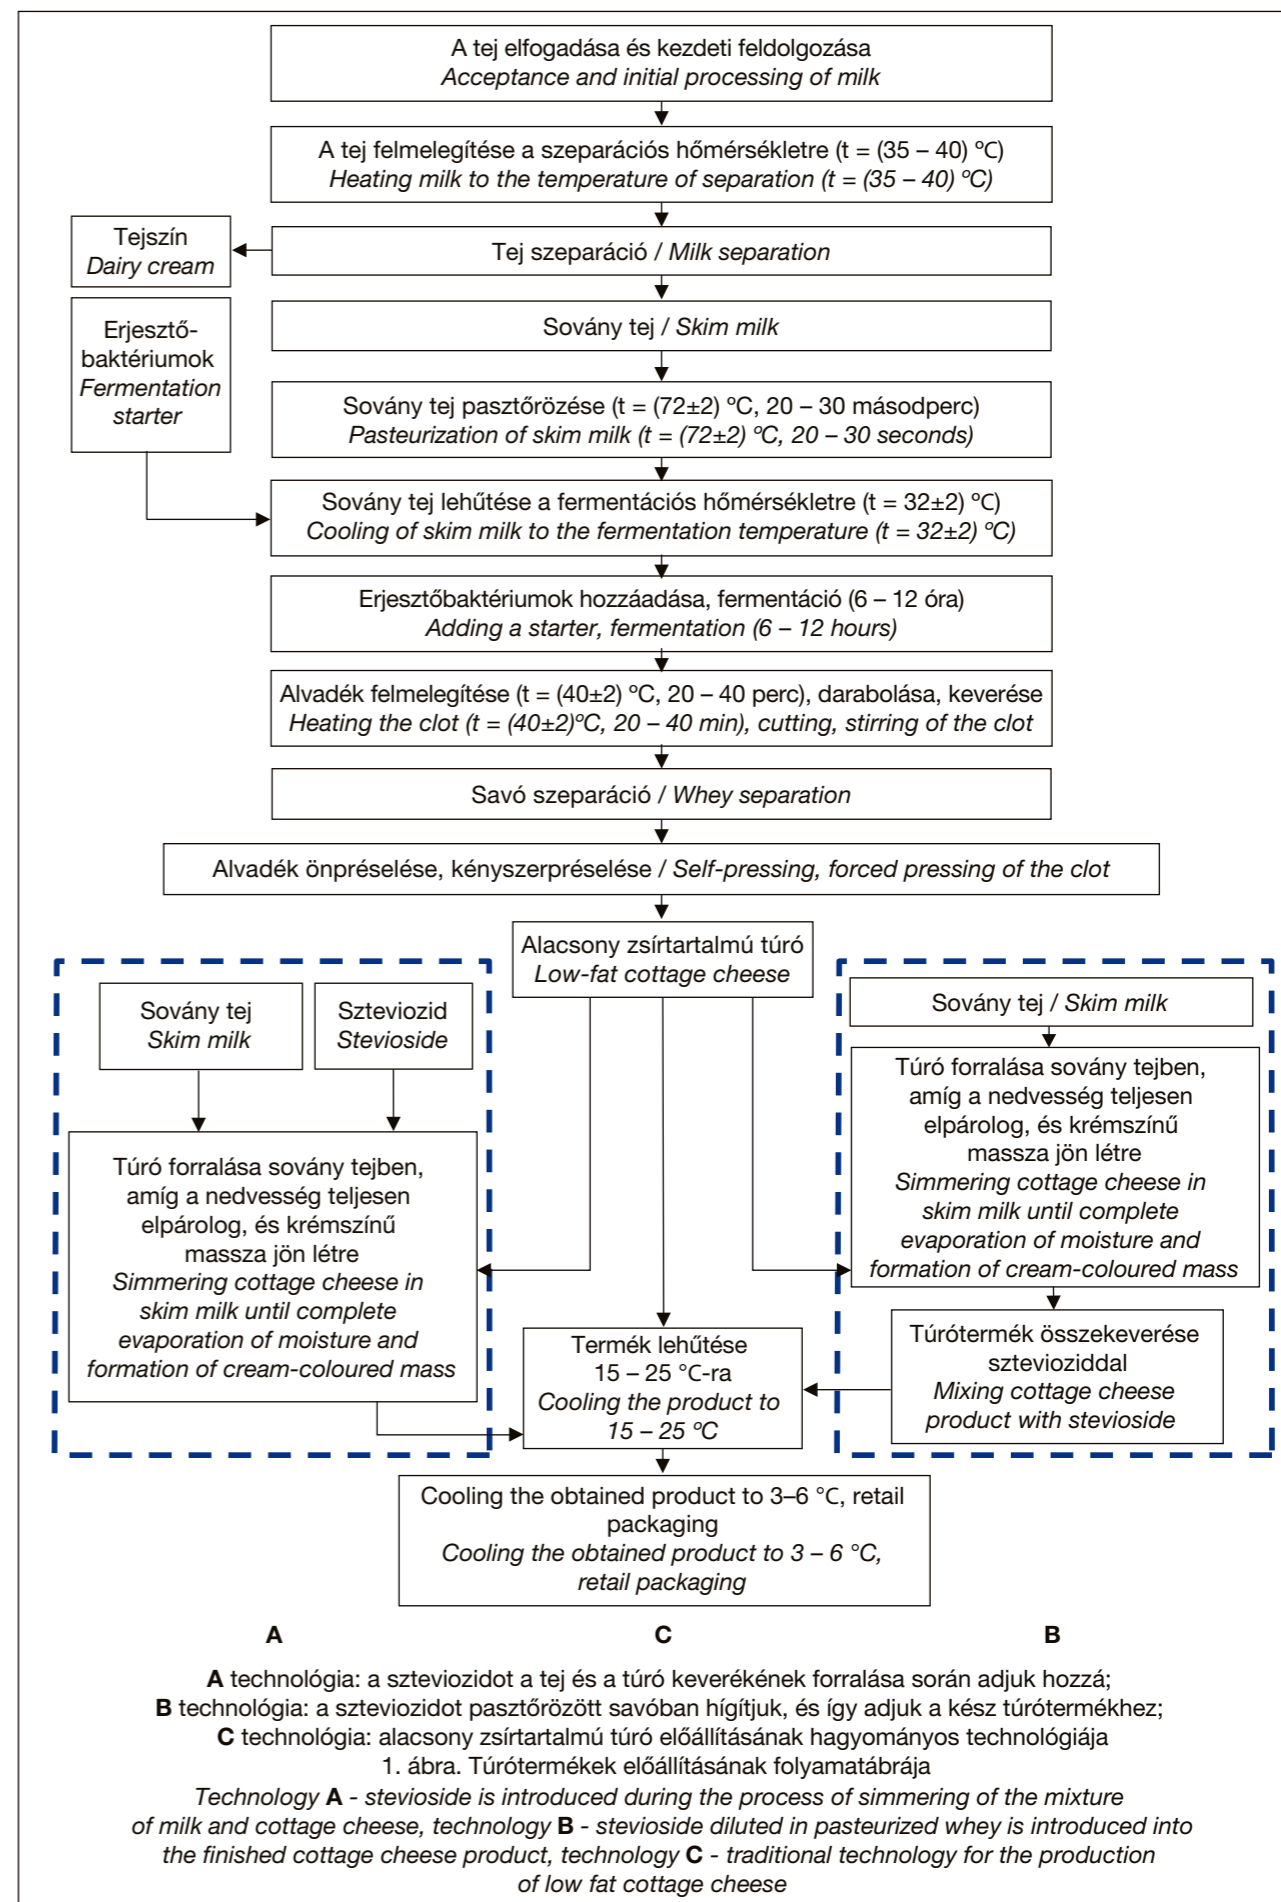 A tej elfogadása és kezdeti feldolgozása
Acceptance and initial processing of milk
A tej felmelegítése a szeparációs hőmérsékletre (t = (35 – 40) ºC)
Heating milk to the temperature of separation (t = (35 – 40) ºC)
Tejszín
Dairy cream
Tej szeparáció / Milk separation
Sovány tej / Skim milk
Erjesztő-
baktériumok
Fermentation
starter
Sovány tej pasztőrözése (t = (72±2) ºC, 20 – 30 másodperc)
Pasteurization of skim milk (t = (72±2) ºC, 20 – 30 seconds)
Sovány tej lehűtése a fermentációs hőmérsékletre (t = 32±2) ºC)
Cooling of skim milk to the fermentation temperature (t = 32±2) ºC)
Erjesztőbaktériumok hozzáadása, fermentáció (6 – 12 óra)
Adding a starter, fermentation (6 – 12 hours)
Alvadék felmelegítése (t = (40±2) ºC, 20 – 40 perc), darabolása, keverése
Heating the clot (t = (40±2)ºC, 20 – 40 min), cutting, stirring of the clot
Savó szeparáció / Whey separation
Alvadék önpréselése, kényszerpréselése / Self-pressing, forced pressing of the clot
Alacsony zsírtartalmú túró
Low-fat cottage cheese
Sovány tej
Skim milk
Szteviozid
Stevioside
Túró forralása sovány tejben,
amíg a nedvesség teljesen
elpárolog, és krémszínű
massza jön létre
Simmering cottage cheese in
skim milk until complete
evaporation of moisture and
formation of cream-coloured mass
Sovány tej / Skim milk
Túró forralása sovány tejben,
amíg a nedvesség teljesen
elpárolog, és krémszínű
massza jön létre
Simmering cottage cheese in
skim milk until complete
evaporation of moisture and
formation of cream-coloured mass
Túrótermék összekeverése
szteviozid­dal
Mixing cottage cheese
product with stevioside
Termék lehűtése
15 – 25 °C-ra
Cooling the product to
15 – 25 ºC
Cooling the obtained product to 3–6 °C, retail
packaging
Cooling the obtained product to 3 – 6 °C,
retail packaging
A C B
A technológia: a szteviozidot a tej és a túró keverékének forralása során adjuk hozzá;
B technológia: a szteviozidot pasztőrözött savóban hígítjuk, és így adjuk a kész túrótermékhez;
C technológia: alacsony zsírtartalmú túró előállításának hagyományos technológiája
1. ábra. Túrótermékek előállításának folyamatábrája
Technology A - stevioside is introduced during the process of simmering of the mixture
of milk and cottage cheese, technology B - stevioside diluted in pasteurized whey is introduced into
the finished cottage cheese product, technology C - traditional technology for the production
of low fat cottage cheese